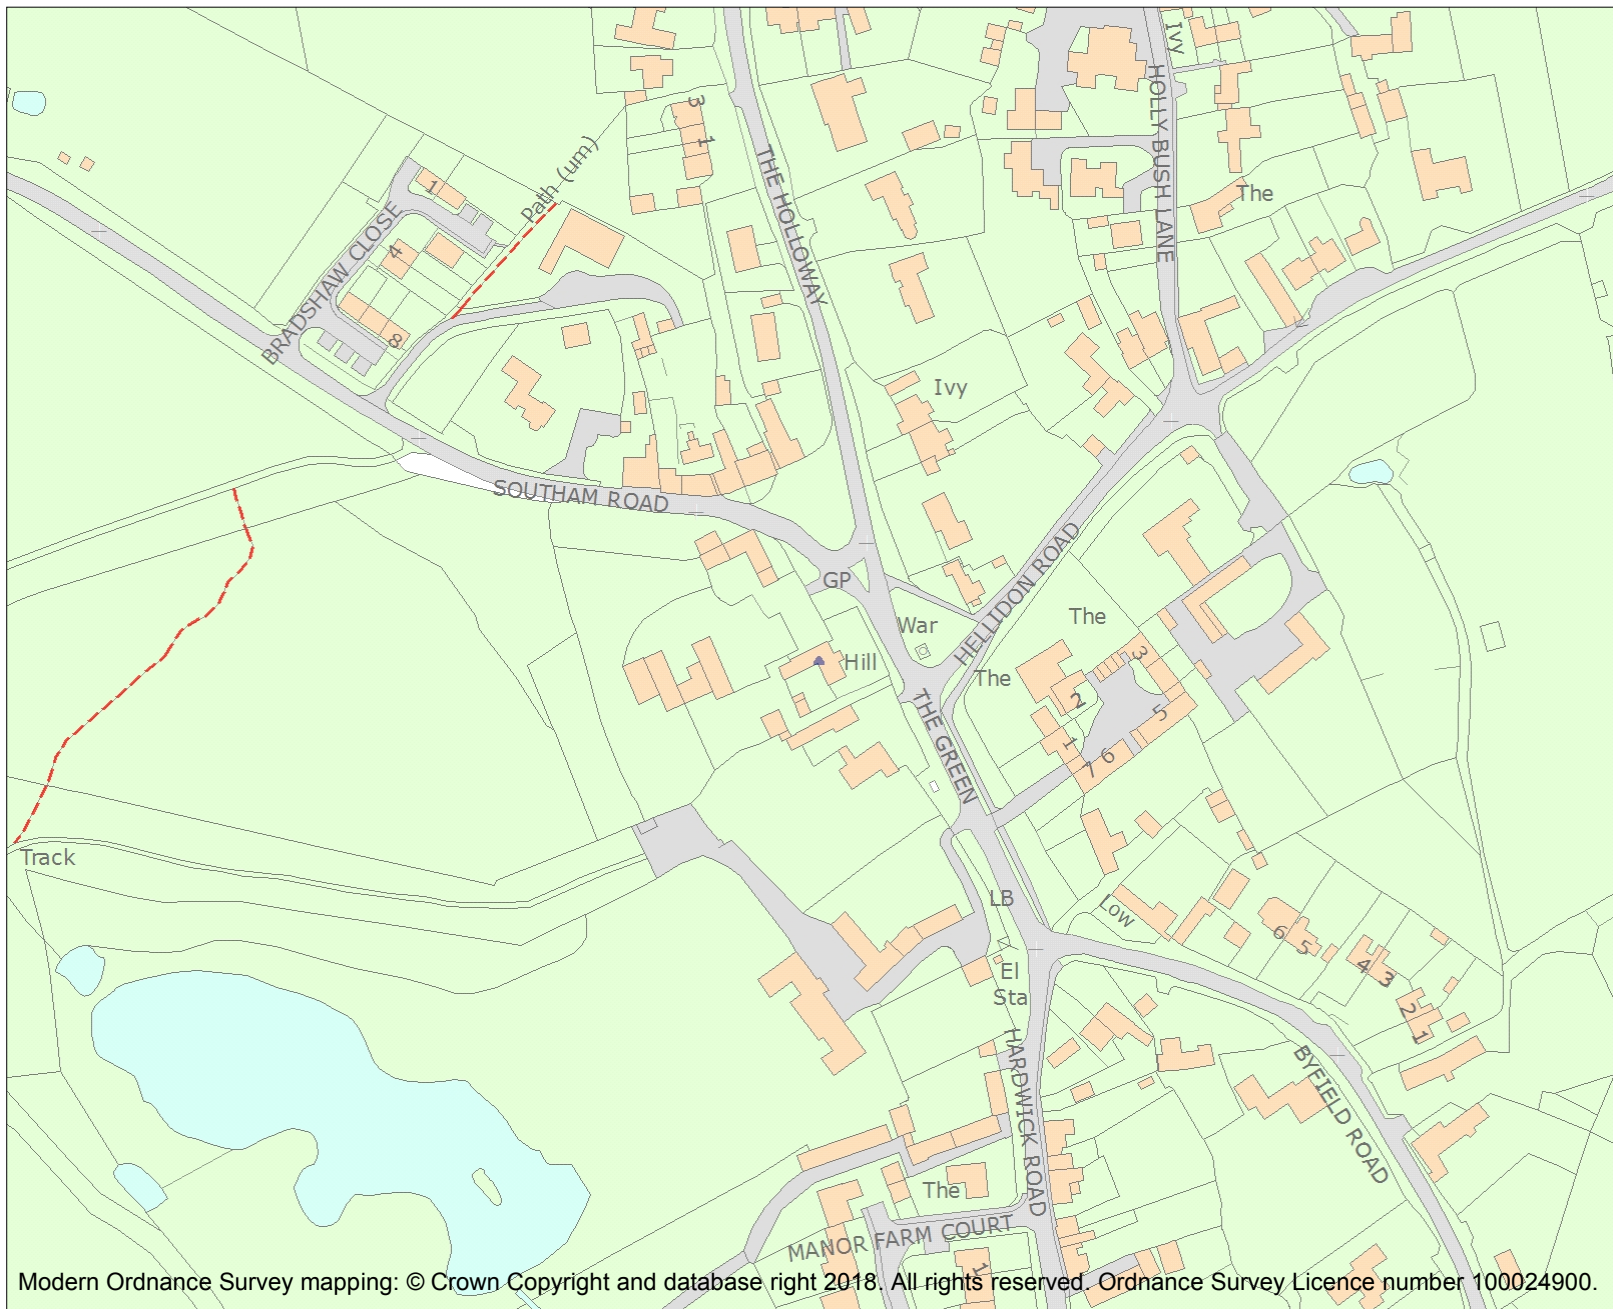 Ivy
3
1
HOLLY BUSH LANE
Path (um)
THE HOLLOWAY
1
The
BRADSHAW CLOSE
4
8
Ivy
SOUTHAM ROAD
GP
HELLIDON ROAD
War
The
Hill
The
3
2
5
THE GREEN
1
6
7
Track
LB
Low
6
5
4
3
El
Sta
2
1
HARDWICK ROAD
BYFIELD ROAD
The
MANOR FARM COURT
1
Modern Ordnance Survey mapping: © Crown Copyright and database right 2018. All rights reserved. Ordnance Survey Licence number 100024900.